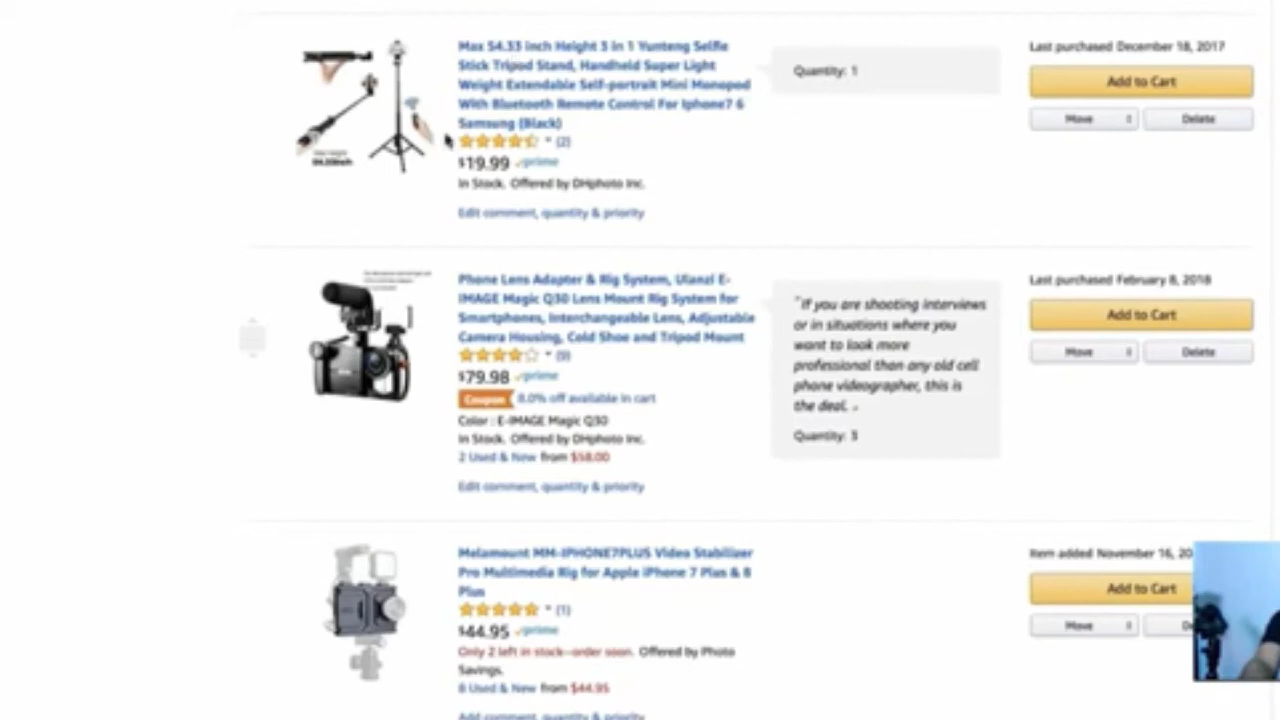 Max 54.33 inch Height 3 in 1 Yunteng Selfie
Stick Tripod Stand, Handheld Super Light
Weight Extendable Self-portrait Mini Monopod
With Bluetooth Remote Control For Iphone7 6
Samsung (Black)
(2)
$19.99 prime
In Stock. Offered by DHphoto Inc.
Edit comment, quantity & priority
Quantity: 1
Last purchased December 18, 2017
Add to Cart
Move
Delete
Phone Lens Adapter & Rig System, Ulanzi E-
IMAGE Magic Q30 Lens Mount Rig System for
Smartphones, Interchangeable Lens, Adjustable
Camera Housing, Cold Shoe and Tripod Mount
(9)
$79.98 prime
Coupon 8.0% off available in cart
Color : E-IMAGE Magic Q30
In Stock. Offered by DHphoto Inc.
2 Used & New from $58.00
Edit comment, quantity & priority
"If you are shooting interviews
or in situations where you
want to look more
professional than any old cell
phone videographer, this is
the deal. "
Quantity: 3
Last purchased February 8, 2018
Add to Cart
Move
Delete
Melamount MM-IPHONE7PLUS Video Stabilizer
Pro Multimedia Rig for Apple iPhone 7 Plus & 8
Plus
(1)
$44.95 prime
Only 2 left in stock--order soon. Offered by Photo
Savings.
8 Used & New from $44.95
Add comment, quantity & priority
Item added November 16, 20
Add to Cart
Move
De